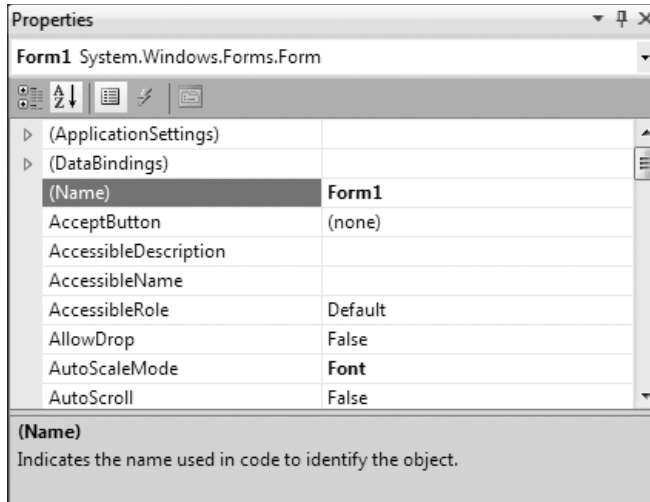 Properties
Form1 System.Windows.Forms.Form
A
Z
(ApplicationSettings)
(DataBindings)
(Name) Form1
AcceptButton (none)
AccessibleDescription
AccessibleName
AccessibleRole Default
AllowDrop False
AutoScaleMode Font
AutoScroll False
(Name)
Indicates the name used in code to identify the object.